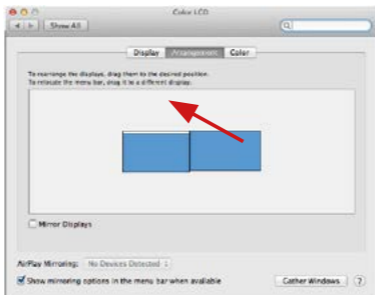 Color LCD
Show All
Display Arrangement Color
To rearrange the displays, drag them to the desired position.
To relocate the menu bar, drag it to a different display.
Mirror Displays
AirPlay Mirroring: No Devices Detected
Show mirroring options in the menu bar when available
Gather Windows ?